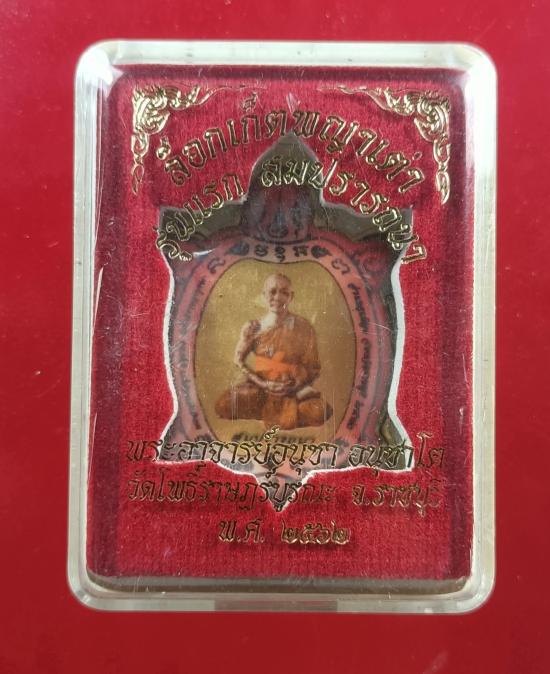 ล็อกเก็ตพญาเต่า
รุ่นแรก สมปรารถนา
พระอาจารย์อนุชา อนุชาโต
วัดโพธิ์ราษฎร์บูรณะ จ.ราชบุรี
พ.ศ. ๒๕๖๒